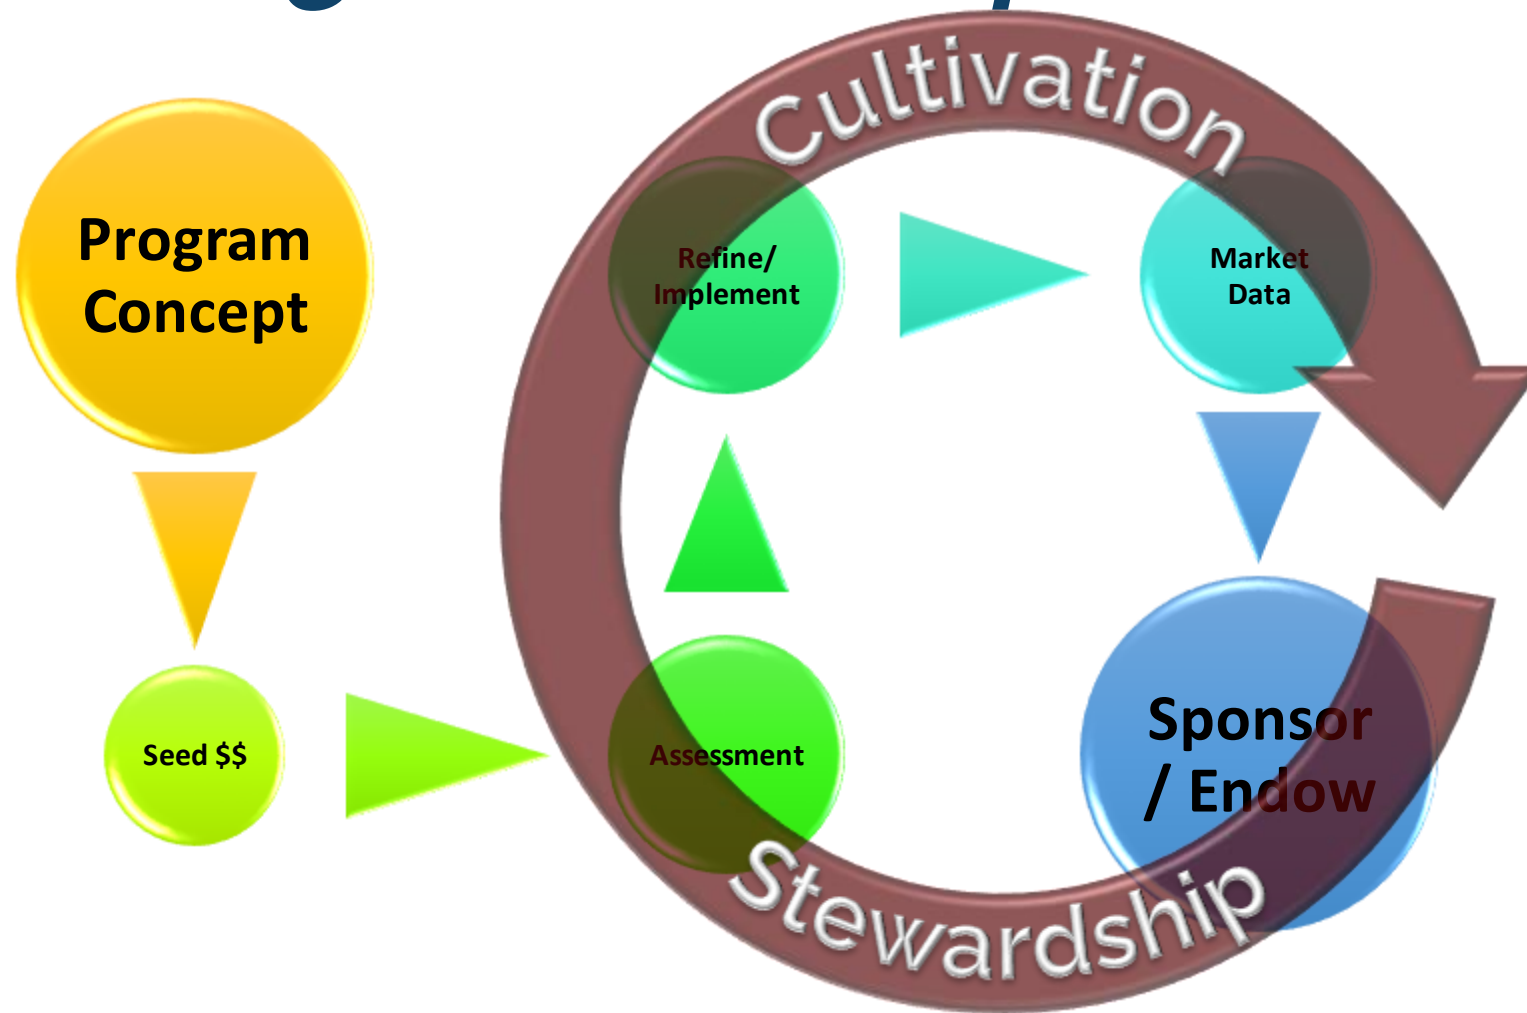 Cultivation
Program
Concept
Refine/
Implement
Market
Data
Seed $$
Assessment
Sponsor
/ Endow
Stewardship